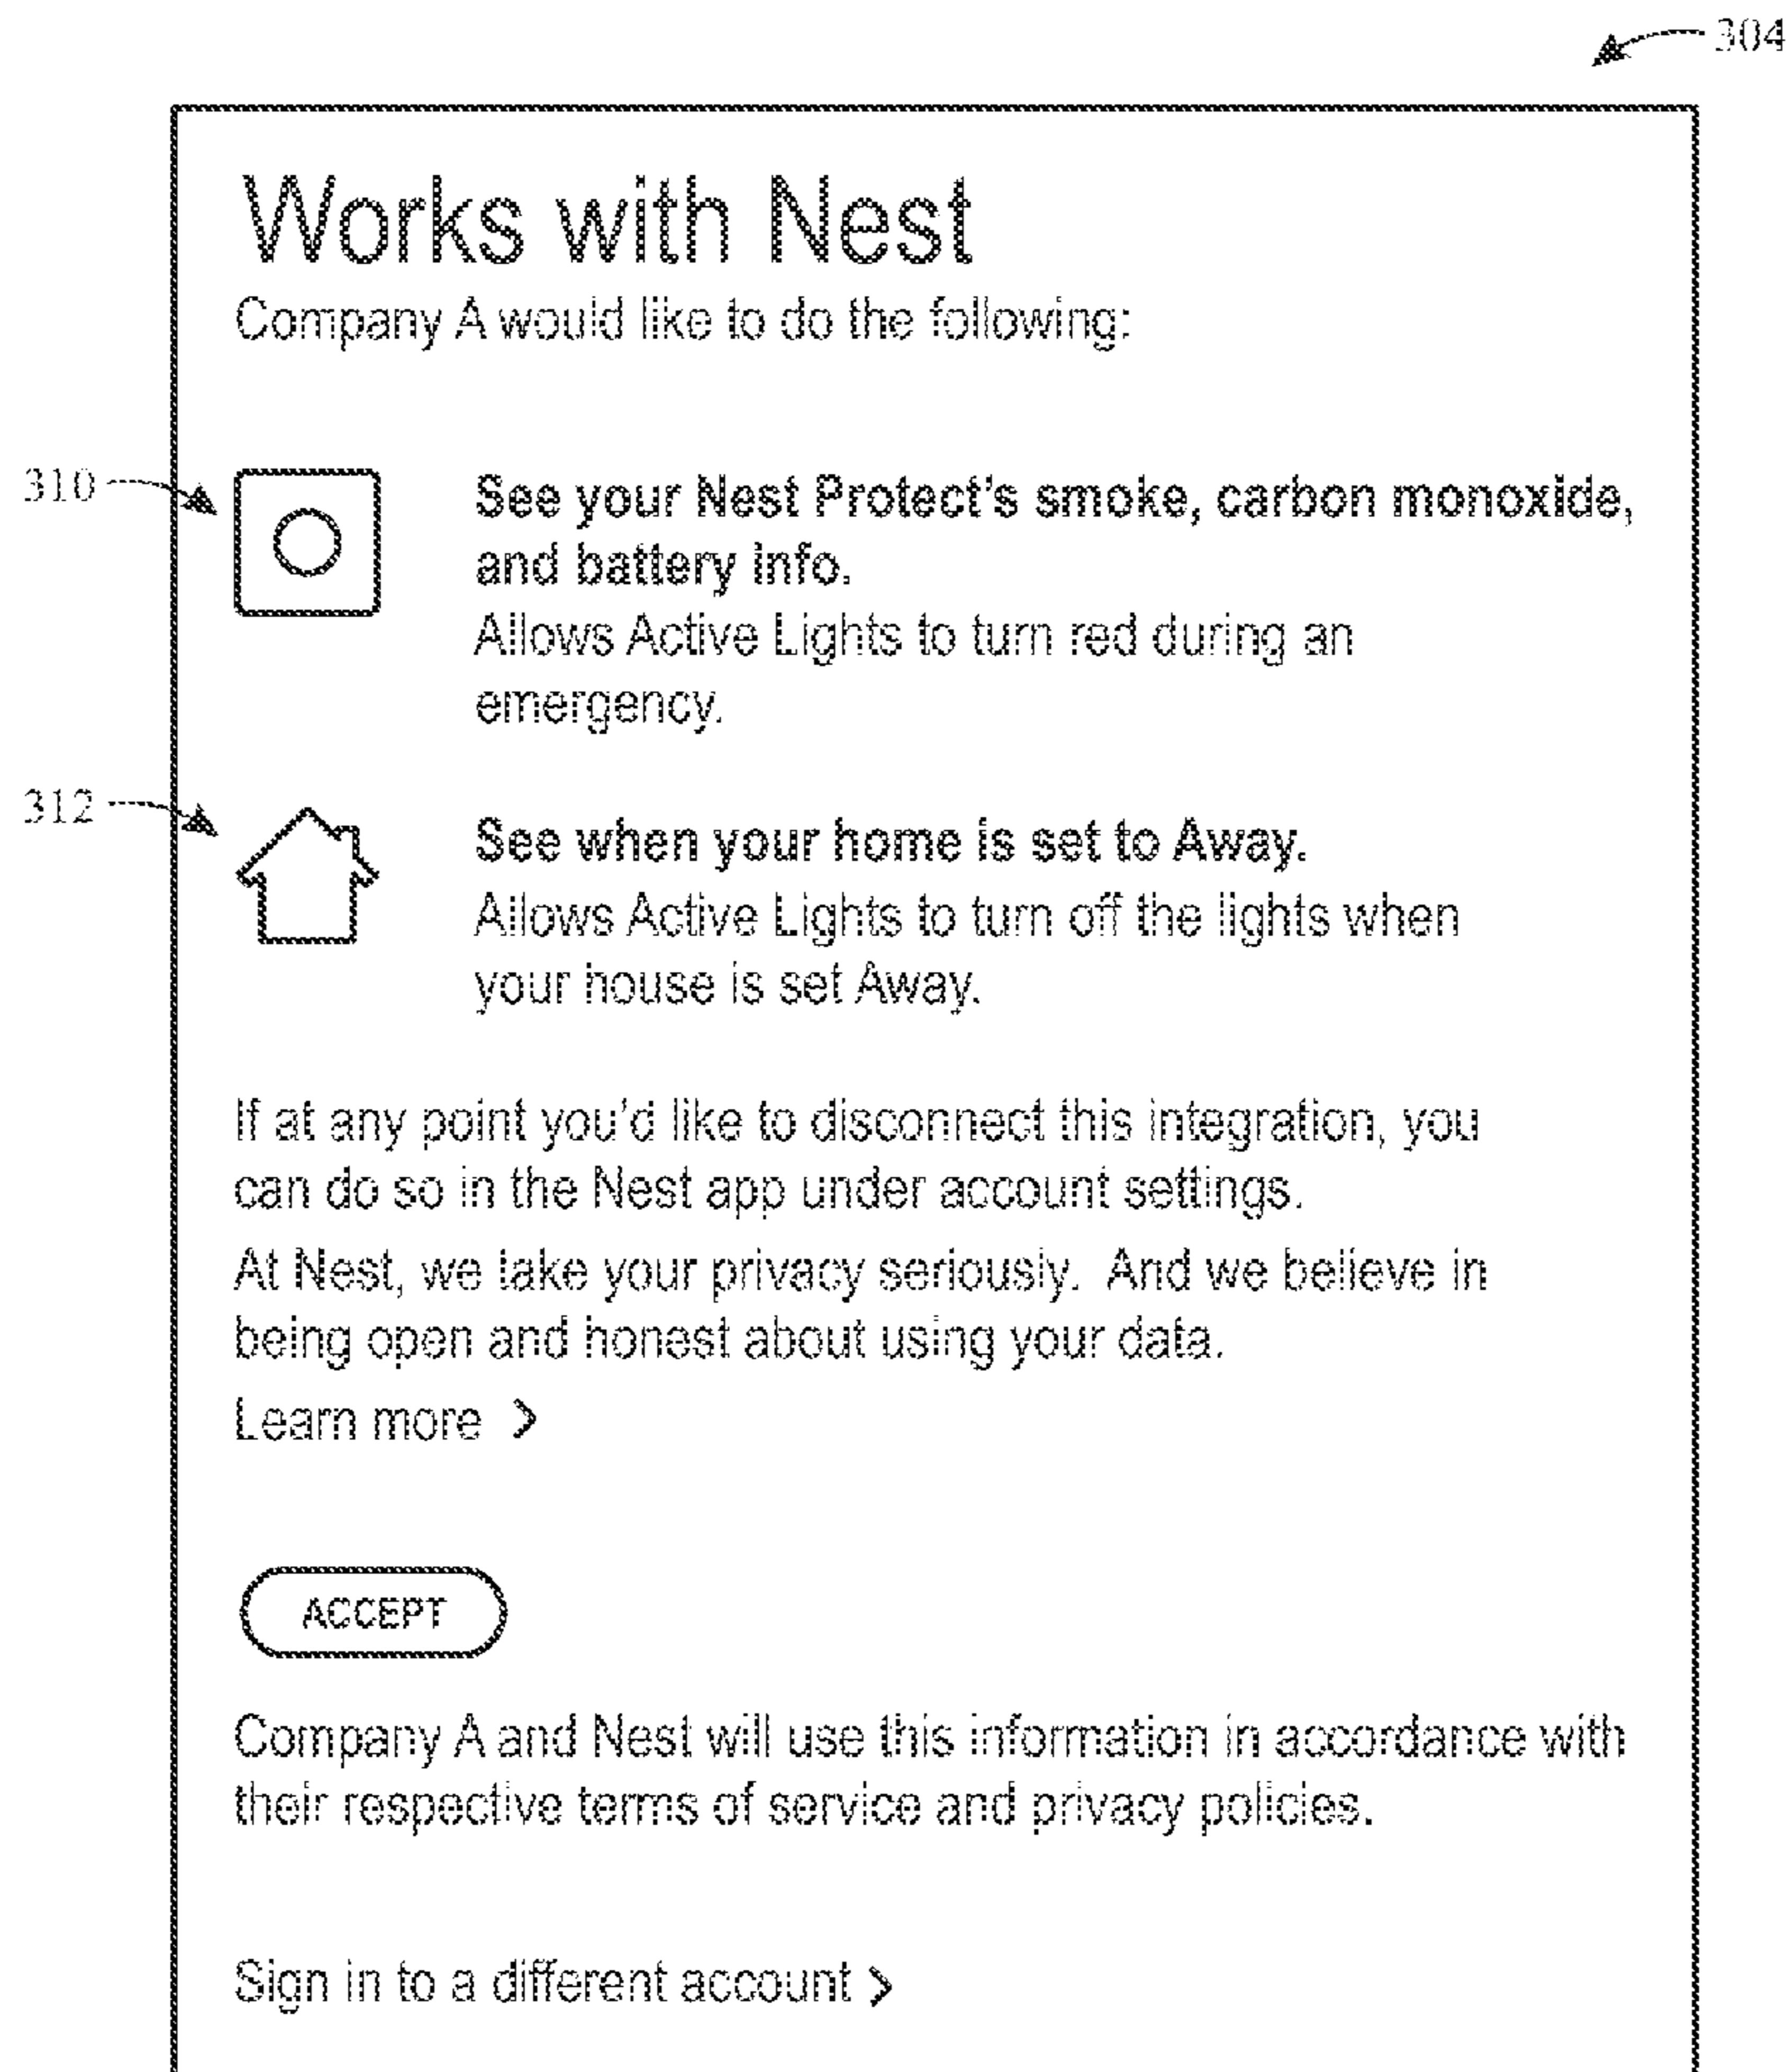 304
Works with Nest
Company A would like to do the following:
310
See your Nest Protect's smoke, carbon monoxide,
and battery info.
Allows Active Lights to turn red during an
emergency.
312
See when your home is set to Away.
Allows Active Lights to turn off the lights when
your house is set Away.
If at any point you'd like to disconnect this integration, you
can do so in the Nest app under account settings.
At Nest, we take your privacy seriously. And we believe in
being open and honest about using your data.
Learn more >
ACCEPT
Company A and Nest will use this information in accordance with
their respective terms of service and privacy policies.
Sign in to a different account >